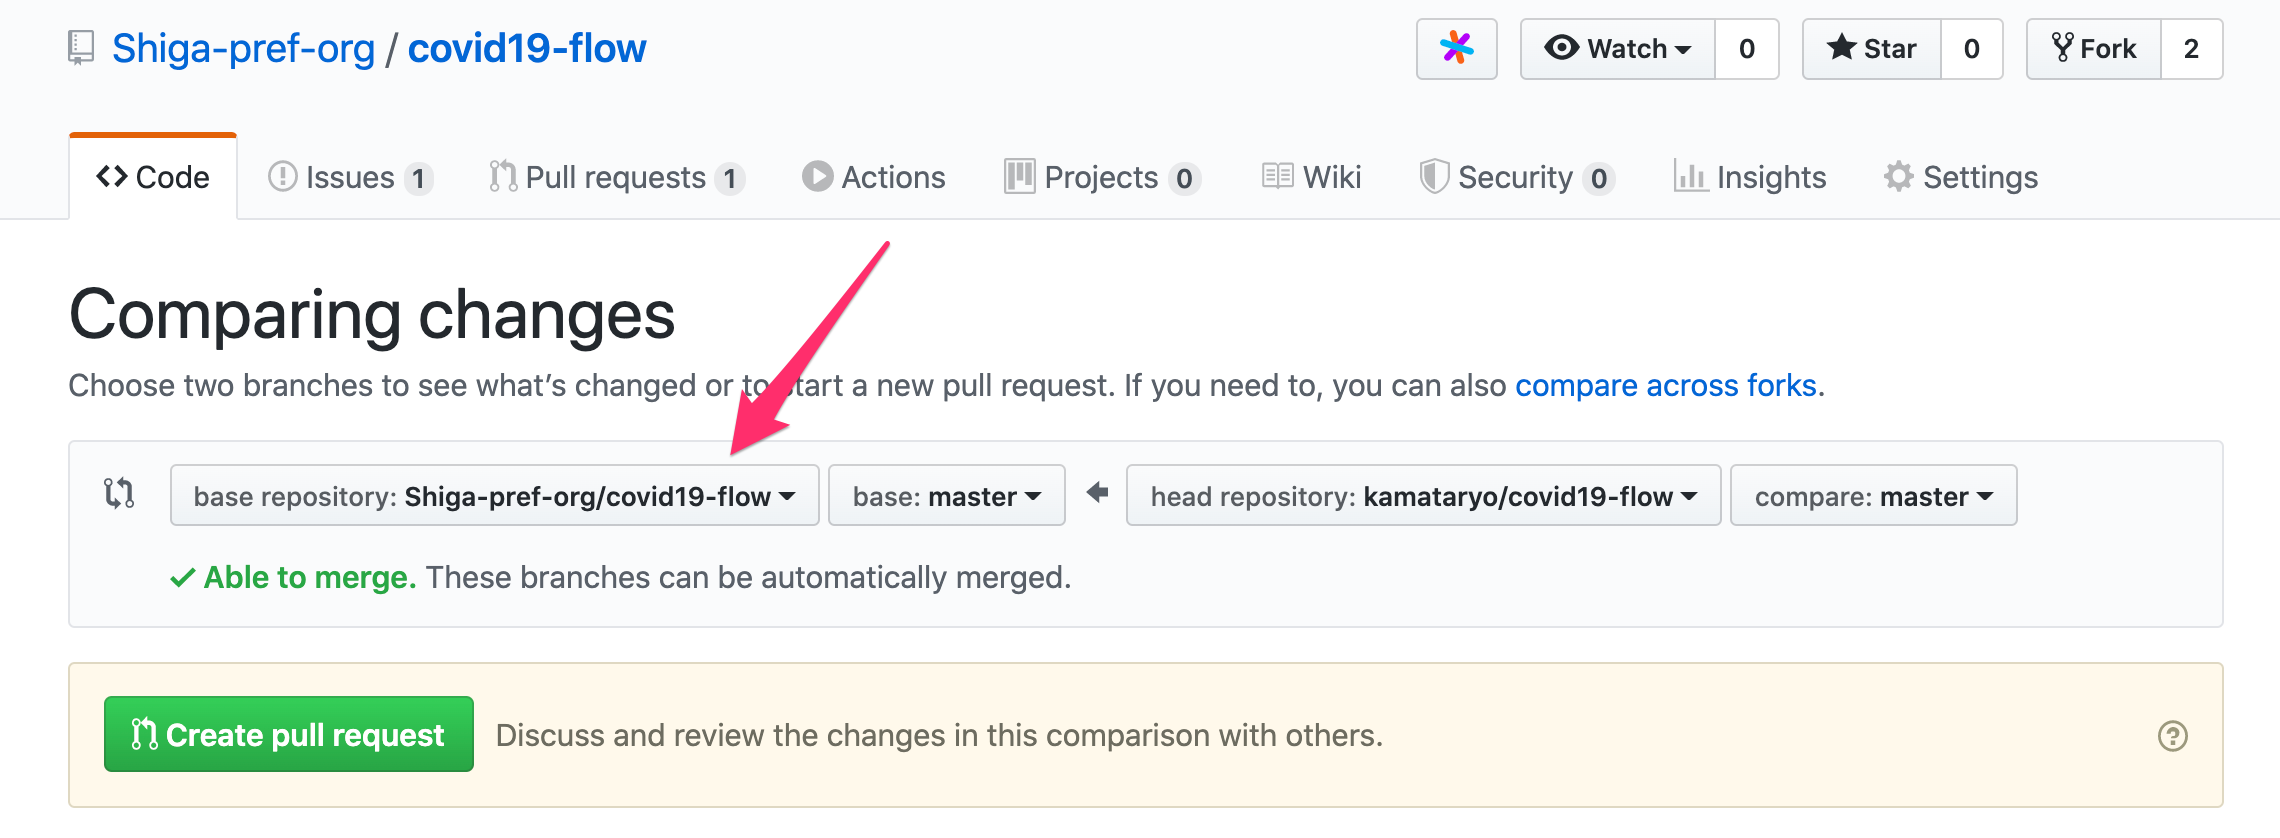 Shiga-pref-org / covid19-flow Watch 0 Star 0 Fork 2
Code Issues 1 Pull requests 1 Actions Projects 0 Wiki Security 0 Insights Settings
Comparing changes
Choose two branches to see what’s changed or to start a new pull request. If you need to, you can also compare across forks.
base repository: Shiga-pref-org/covid19-flow base: master head repository: kamataryo/covid19-flow compare: master
Able to merge. These branches can be automatically merged.
Create pull request Discuss and review the changes in this comparison with others.